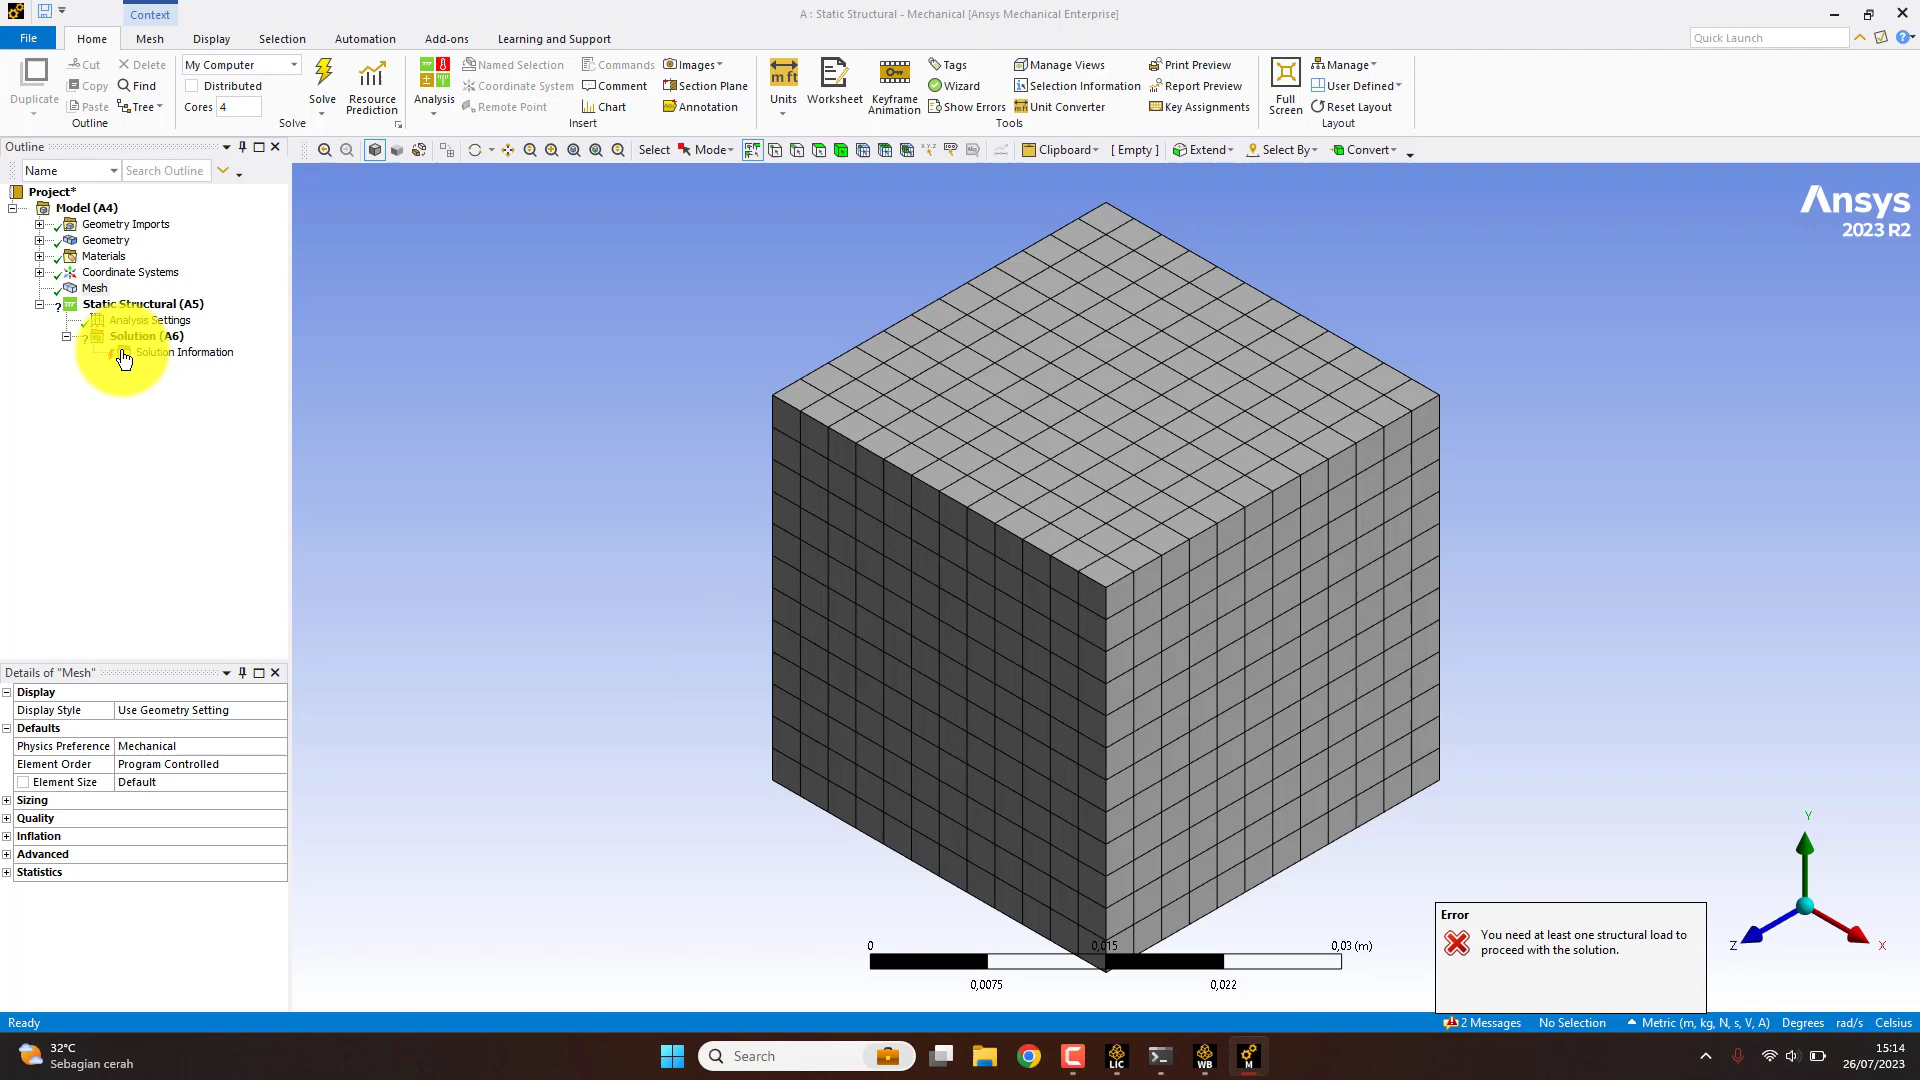 Context
A : Static Structural - Mechanical [Ansys Mechanical Enterprise]
File
Home
Mesh
Display
Selection
Automation
Add-ons
Learning and Support
Quick Launch
Duplicate
Cut
Copy
Paste
Delete
Find
Tree
Outline
My Computer
Distributed
Cores 4
Solve
Resource
Prediction
Solve
Analysis
Named Selection
Coordinate System
Remote Point
Commands
Comment
Chart
Images
Section Plane
Annotation
Insert
Units
Worksheet
Keyframe
Animation
Tags
Wizard
Show Errors
Manage Views
Selection Information
Unit Converter
Print Preview
Report Preview
Key Assignments
Tools
Full
Screen
Manage
User Defined
Reset Layout
Layout
Outline
Name
Search Outline
Select
Mode
Clipboard
[ Empty ]
Extend
Select By
Convert
Project*
Model (A4)
Geometry Imports
Geometry
Materials
Coordinate Systems
Mesh
Static Structural (A5)
Analysis Settings
Solution (A6)
Solution Information
Ansys
2023 R2
Details of "Mesh"
Display
Display Style Use Geometry Setting
Defaults
Physics Preference Mechanical
Element Order Program Controlled
Element Size Default
Sizing
Quality
Inflation
Advanced
Statistics
0 0,015 0,03 (m)
0,0075 0,022
Y
Z
X
Error
You need at least one structural load to
proceed with the solution.
Ready
2 Messages
No Selection
Metric (m, kg, N, s, V, A)
Degrees
rad/s
Celsius
32°C
Sebagian cerah
Search
LIC
WB
M
15:14
26/07/2023